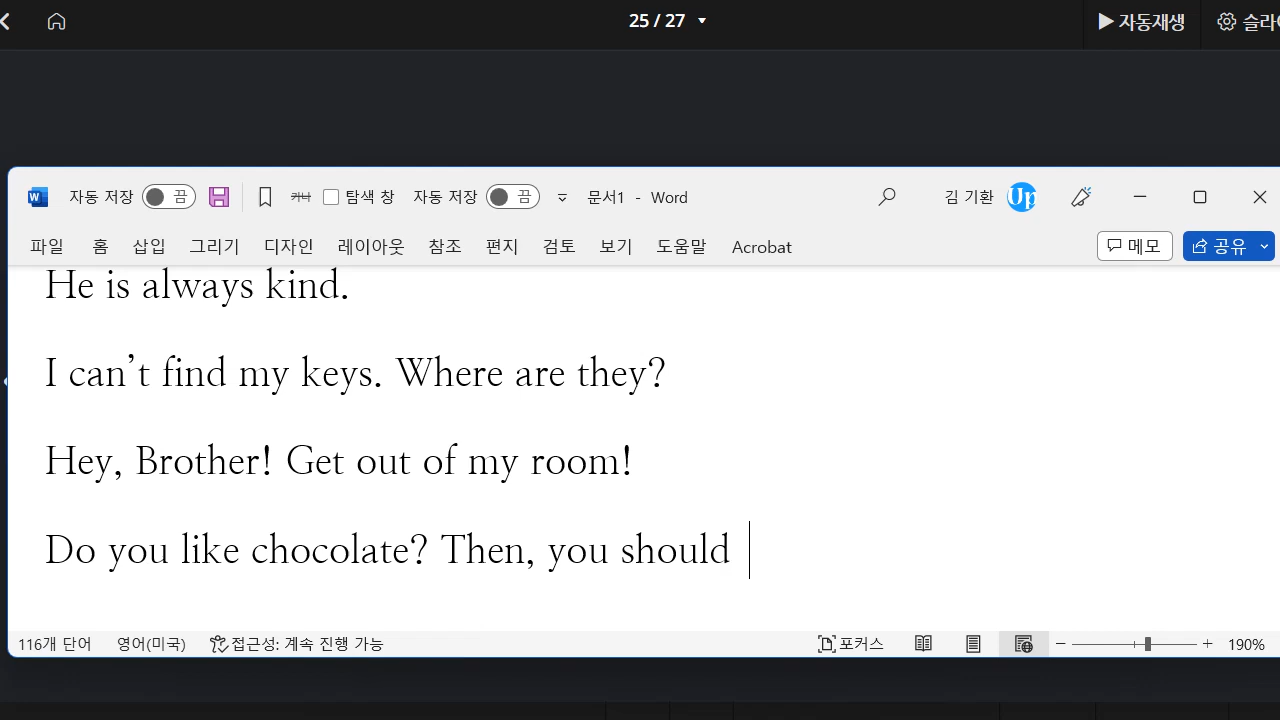 25 / 27
자동재생
슬라이
W 자동 저장 끔 가나 탐색 창 자동 저장 끔 문서1 - Word 김 기환 Up
파일 홈 삽입 그리기 디자인 레이아웃 참조 편지 검토 보기 도움말 Acrobat 메모 공유
He is always kind.
I can't find my keys. Where are they?
Hey, Brother! Get out of my room!
Do you like chocolate? Then, you should
116개 단어 영어(미국) 접근성: 계속 진행 가능 포커스 190%